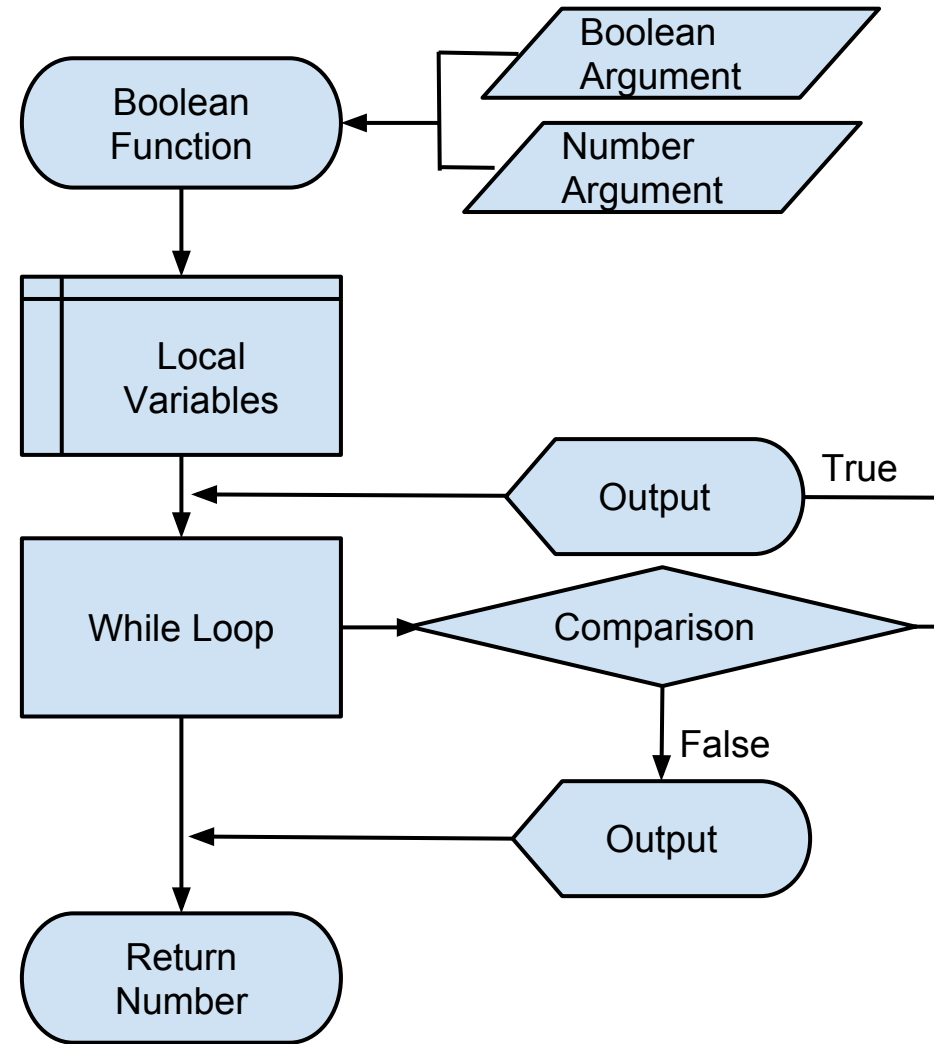 Boolean
Argument
Boolean
Function
Number
Argument
Local
Variables
Output
True
While Loop
Comparison
False
Output
Return
Number